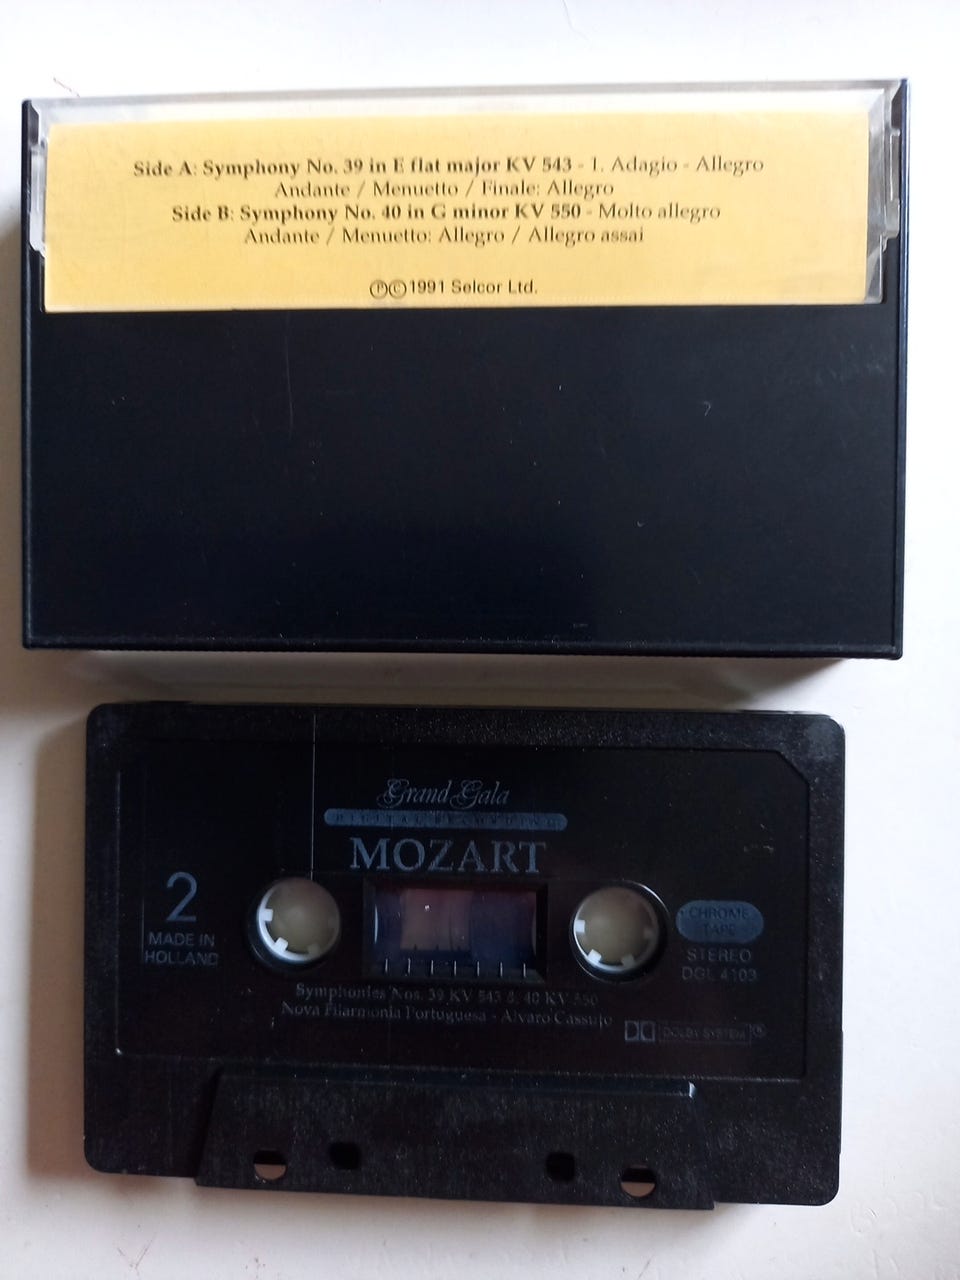 Side A: Symphony No. 39 in E flat major KV 543 - 1. Adagio - Allegro
Andante / Menuetto / Finale: Allegro
Side B: Symphony No. 40 in G minor KV 550 - Molto allegro
Andante / Menuetto: Allegro / Allegro assai
℗©1991 Selcor Ltd.
Grand Gala
DIGITAL RECORDING
MOZART
2
MADE IN
HOLLAND
CHROME
TAPE
STEREO
DGL 4103
Symphonies Nos. 39 KV 543 & 40 KV 550
Nova Filarmonia Portuguesa - Alvaro Cassuto
DOLBY SYSTEM ®